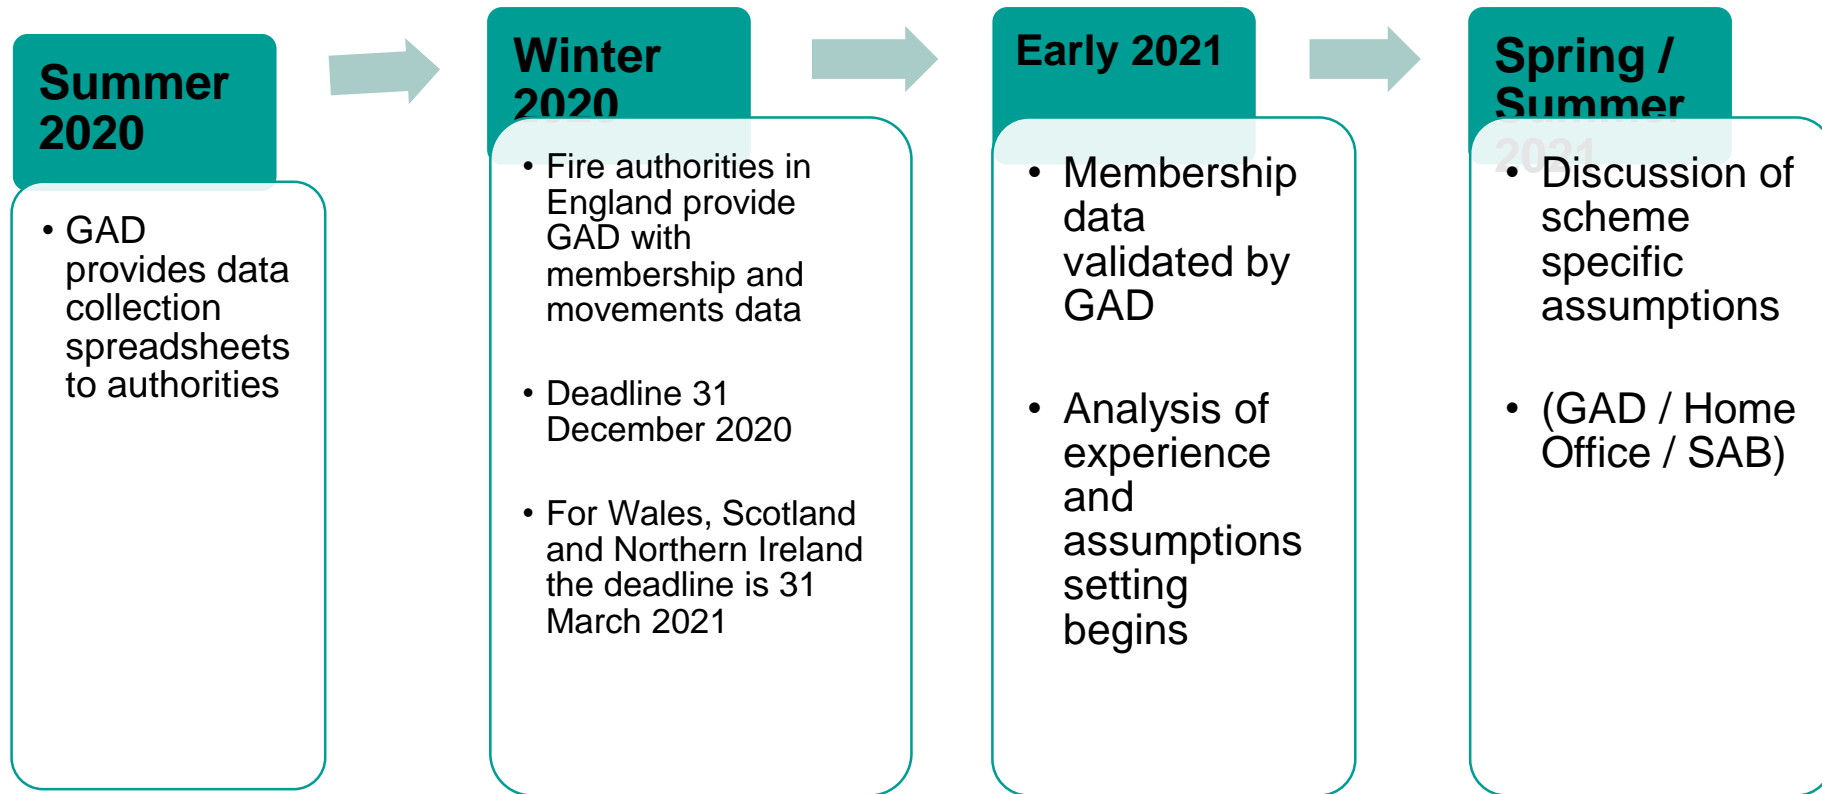 Summer
2020
• GAD
provides data
collection
spreadsheets
to authorities
Winter
2020
• Fire authorities in
England provide
GAD with
membership and
movements data
• Deadline 31
December 2020
• For Wales, Scotland
and Northern Ireland
the deadline is 31
March 2021
Early 2021
• Membership
data
validated by
GAD
• Analysis of
experience
and
assumptions
setting
begins
Spring /
Summer
2021
• Discussion of
scheme
specific
assumptions
• (GAD / Home
Office / SAB)